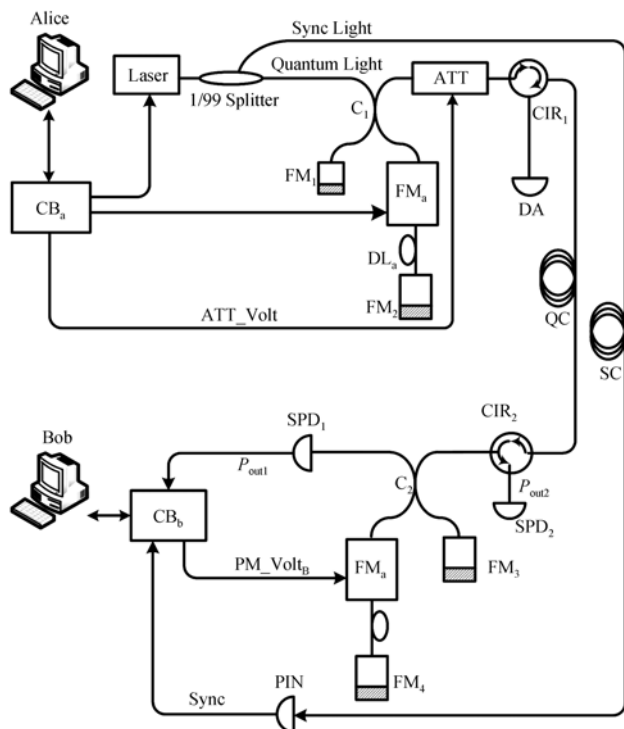 Alice
Sync Light
Laser
Quantum Light
ATT
1/99 Splitter
C₁
CIR₁
FM₁
FMₐ
DA
CBₐ
DLₐ
FM₂
QC
ATT_Volt
SC
SPD₁
CIR₂
Bob
Pout1
C₂
Pout2
CBb
SPD₂
PM_VoltB
FMₐ
FM₃
FM₄
Sync
PIN